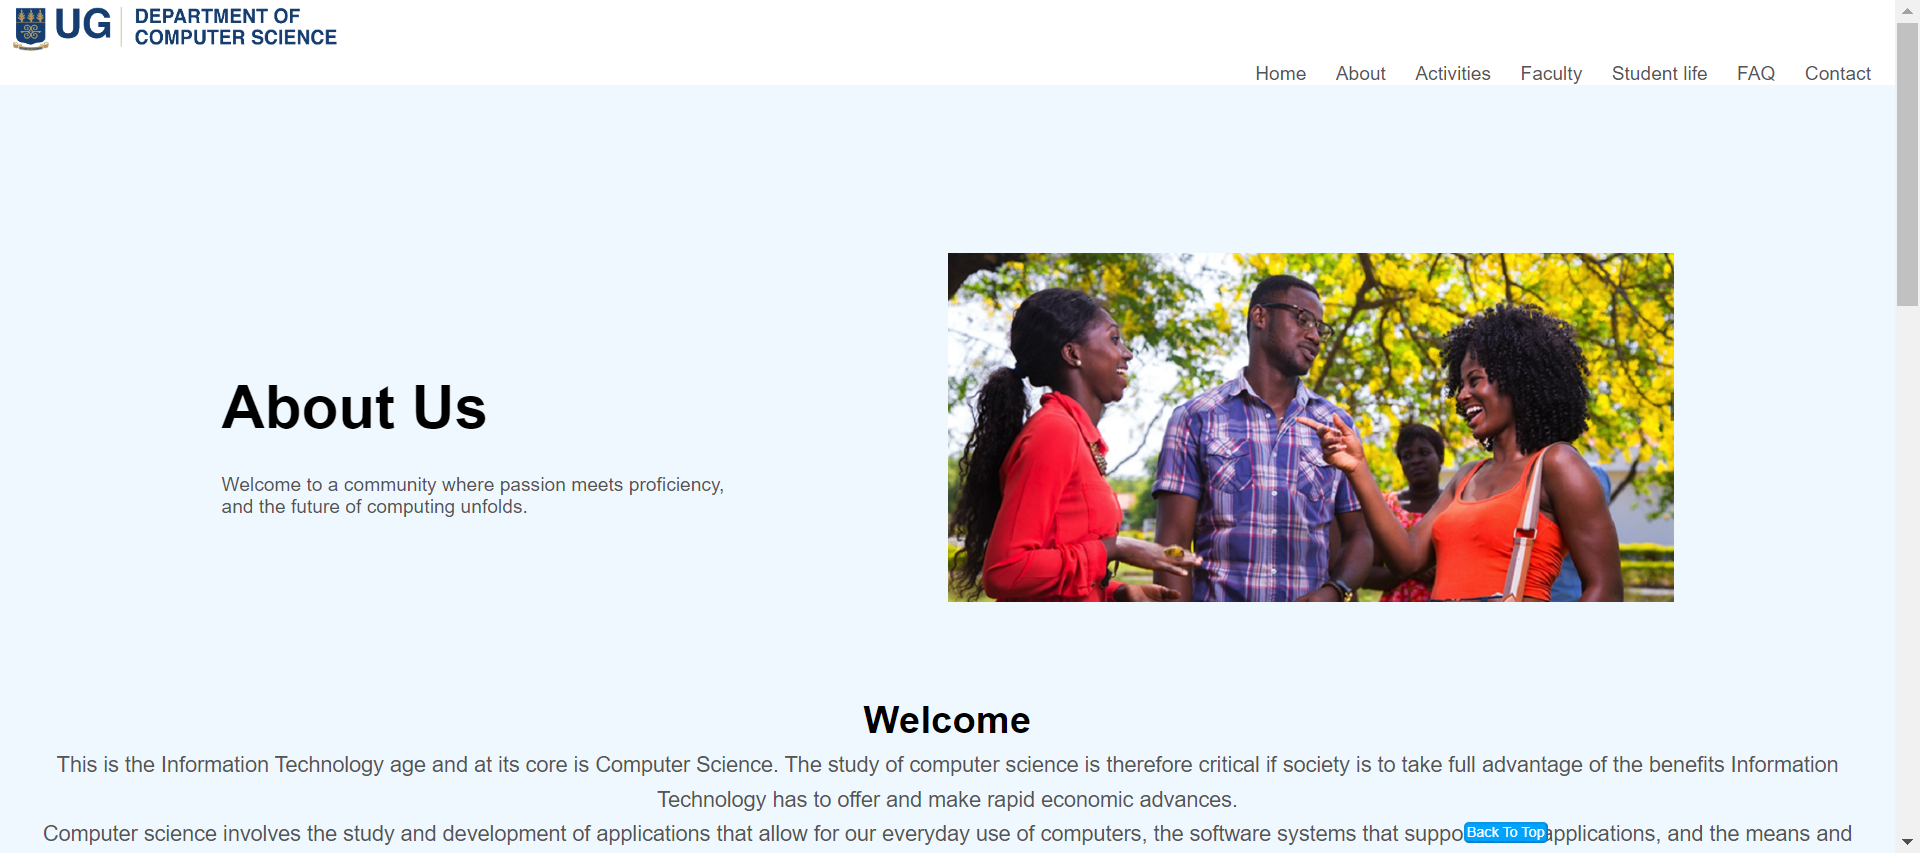 UG
DEPARTMENT OF
COMPUTER SCIENCE
Home About Activities Faculty Student life FAQ Contact
About Us
Welcome to a community where passion meets proficiency,
and the future of computing unfolds.
Welcome
This is the Information Technology age and at its core is Computer Science. The study of computer science is therefore critical if society is to take full advantage of the benefits Information
Technology has to offer and make rapid economic advances.
Computer science involves the study and development of applications that allow for our everyday use of computers, the software systems that applications, and the means and
Back To Top